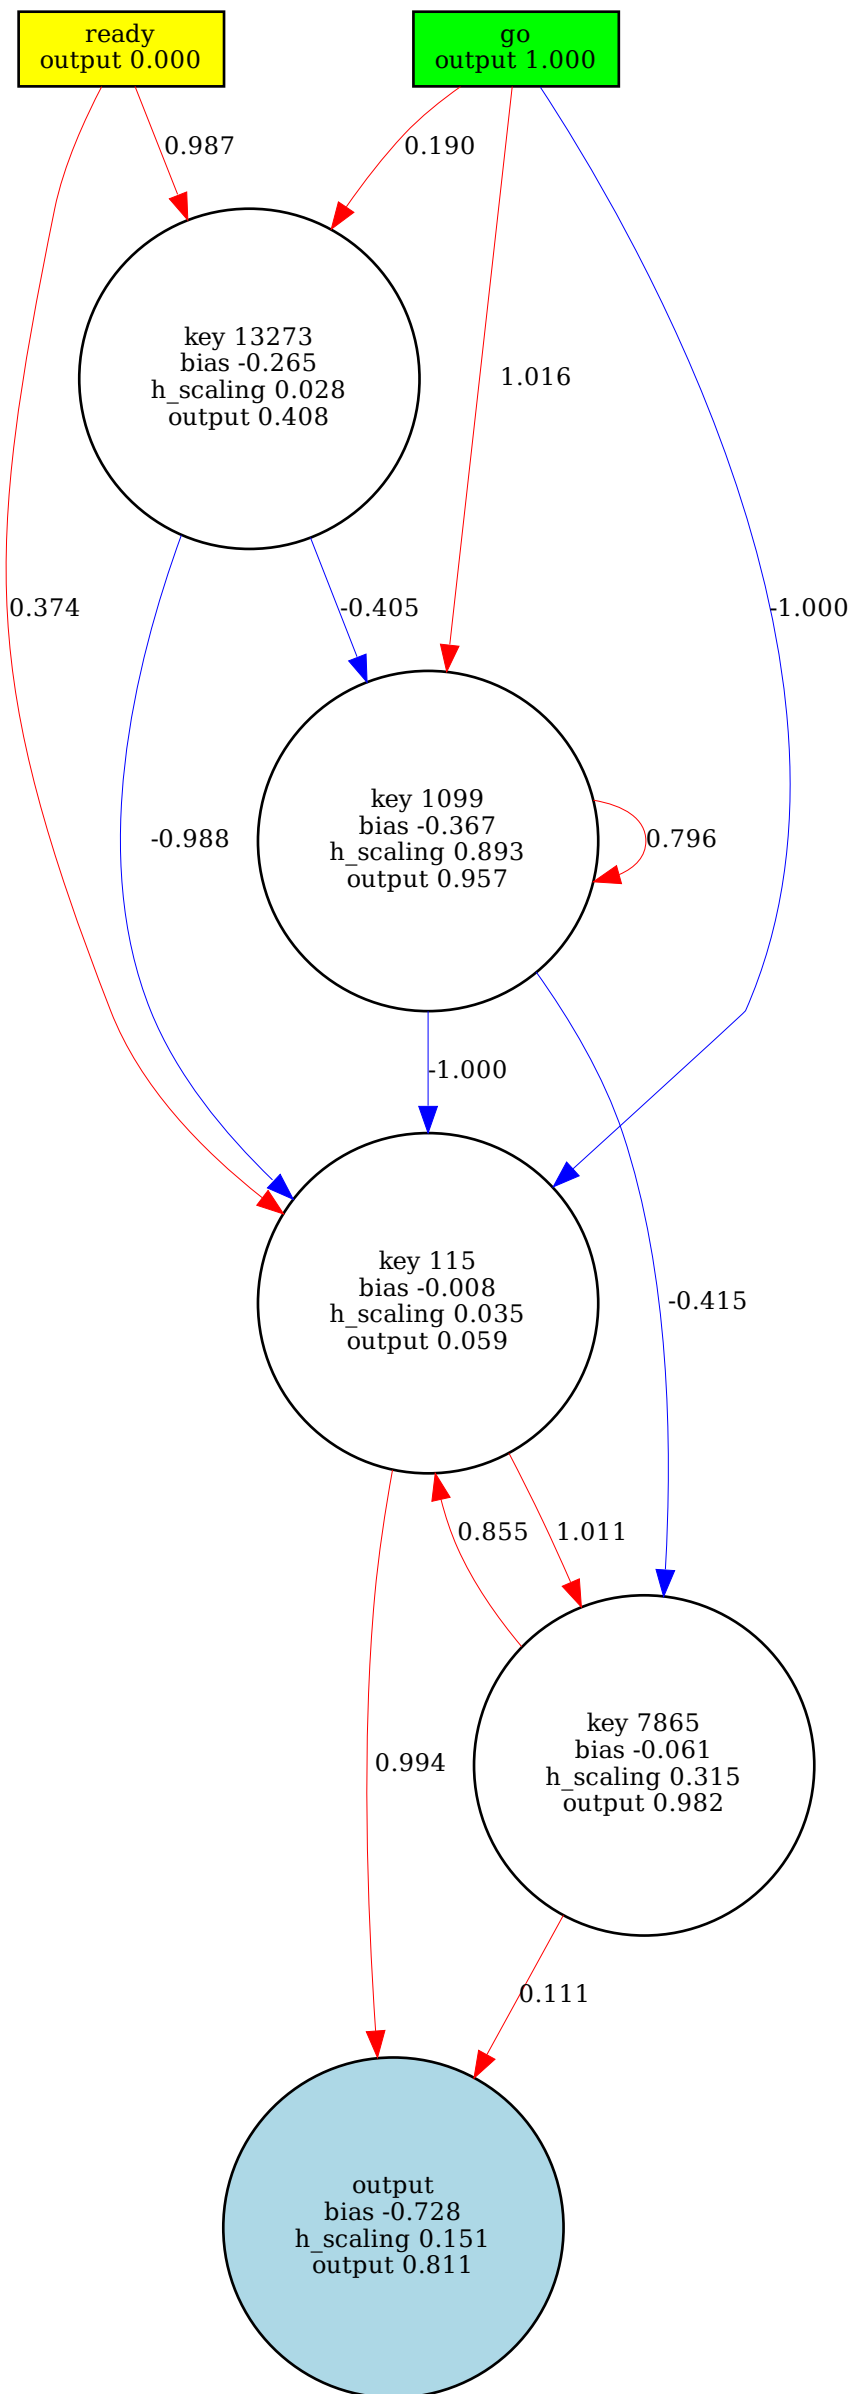 ready
output 0.000
go
output 1.000
0.987
0.190
key 13273
bias -0.265
h_scaling 0.028
output 0.408
1.016
0.374
-0.405
-1.000
key 1099
bias -0.367
h_scaling 0.893
output 0.957
-0.988
0.796
-1.000
key 115
bias -0.008
h_scaling 0.035
output 0.059
-0.415
0.855
1.011
key 7865
bias -0.061
h_scaling 0.315
output 0.982
0.994
0.111
output
bias -0.728
h_scaling 0.151
output 0.811